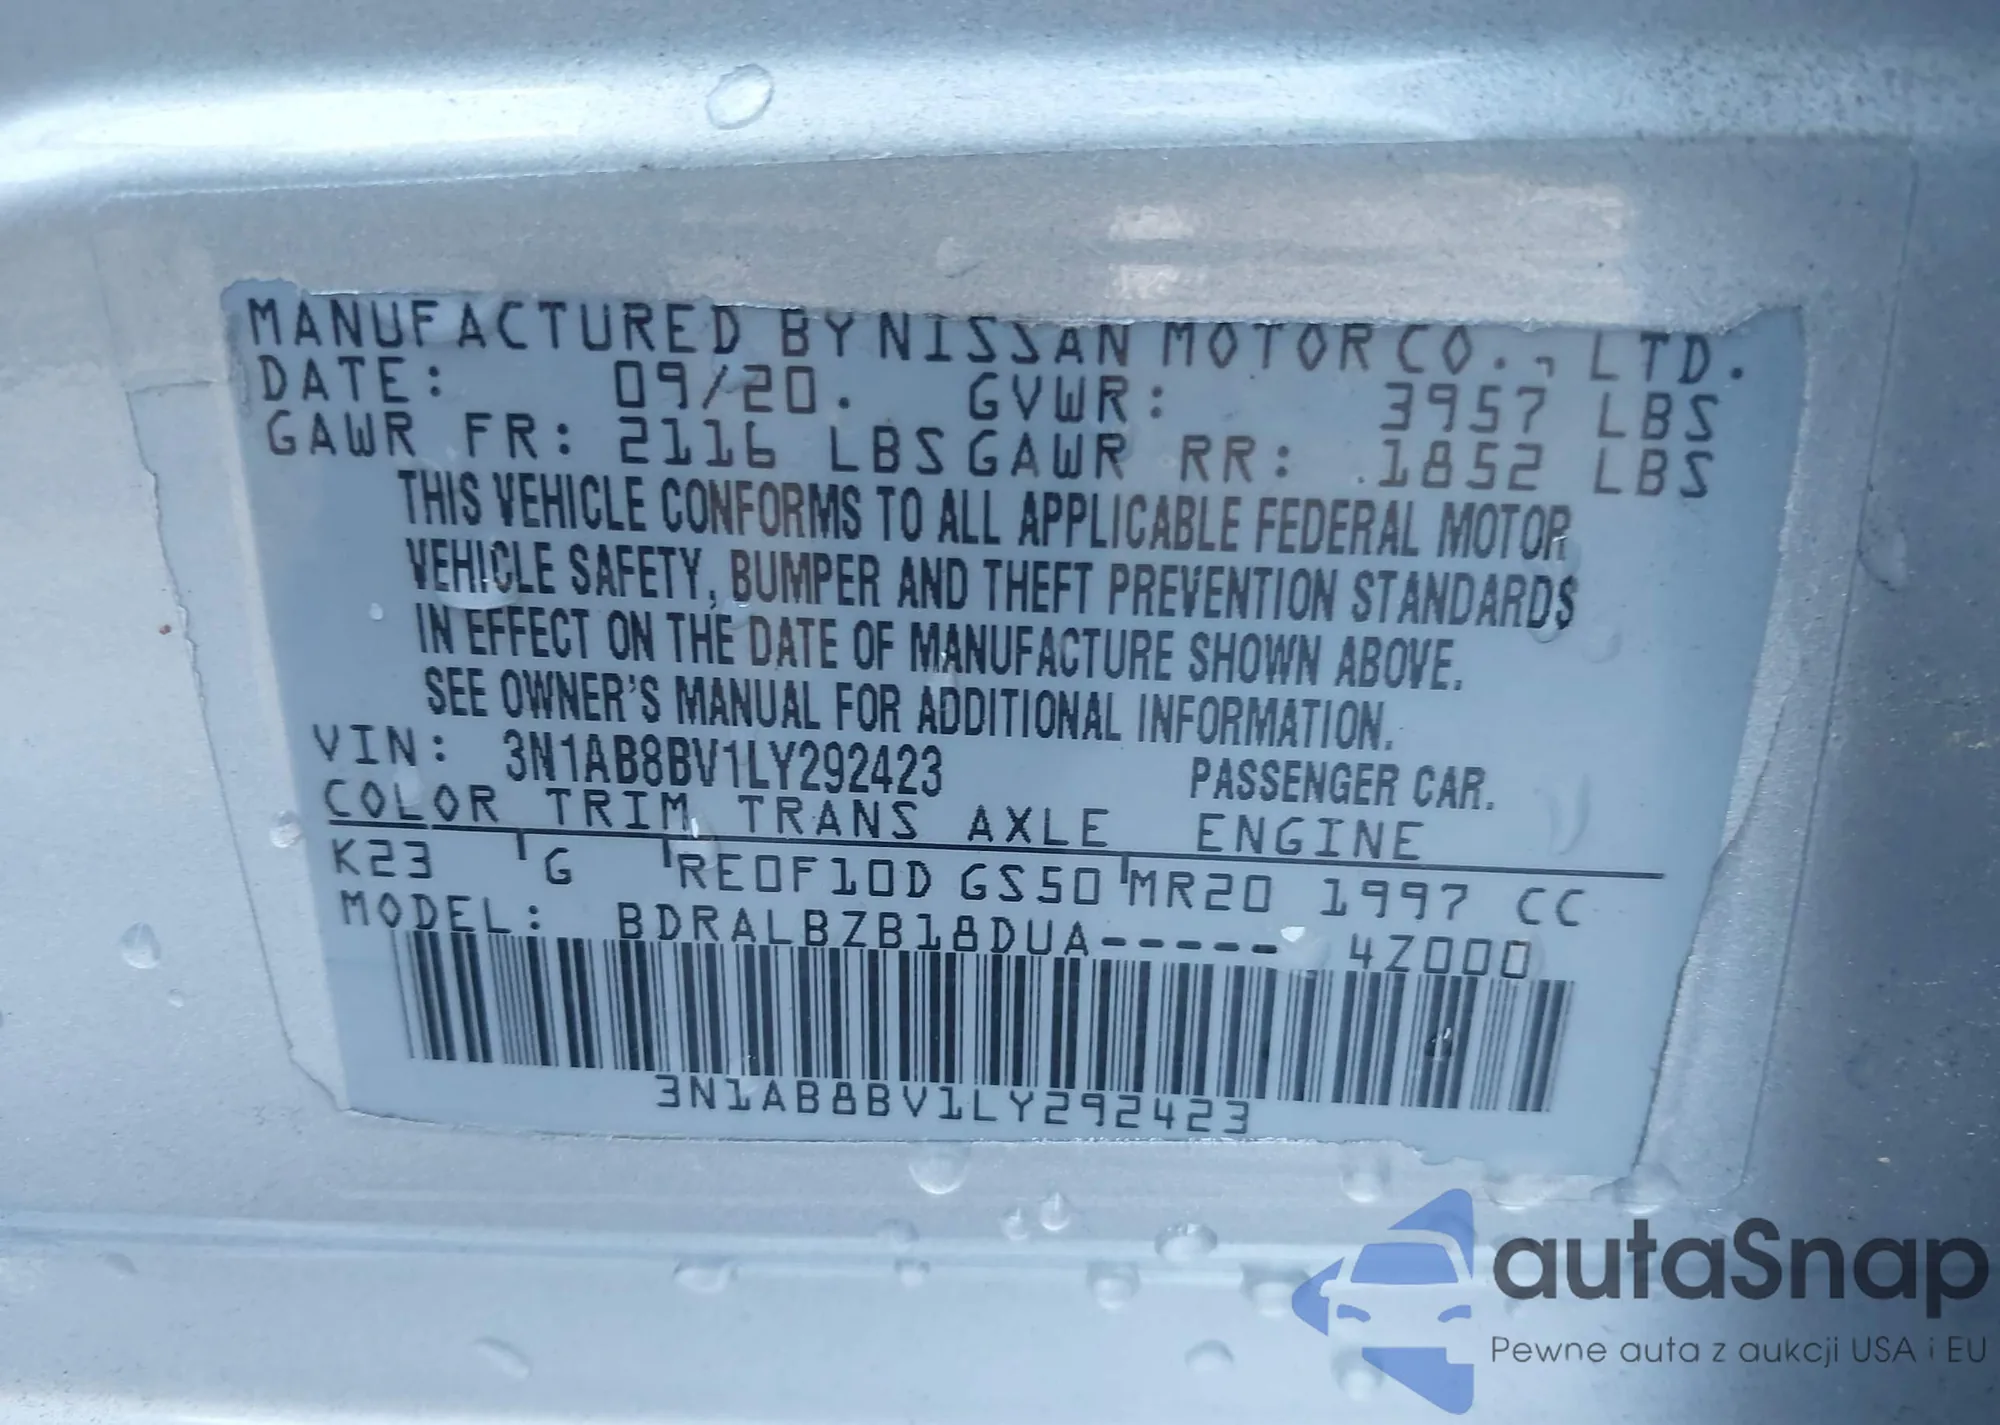 MANUFACTURED BY NISSAN MOTOR CO., LTD.
DATE: 09/20. GVWR: 3957 LBS
GAWR FR: 2116 LBS GAWR RR: .1852 LBS
THIS VEHICLE CONFORMS TO ALL APPLICABLE FEDERAL MOTOR
VEHICLE SAFETY, BUMPER AND THEFT PREVENTION STANDARDS
IN EFFECT ON THE DATE OF MANUFACTURE SHOWN ABOVE.
SEE OWNER'S MANUAL FOR ADDITIONAL INFORMATION.
VIN: 3N1AB8BV1LY292423 PASSENGER CAR.
COLOR TRIM TRANS AXLE ENGINE
K23 G RE0F10D GS50 MR20 1997 CC
MODEL: BDRALBZB18DUA----- 4Z000
3N1AB8BV1LY292423
autaSnap
Pewne auta z aukcji USA i EU